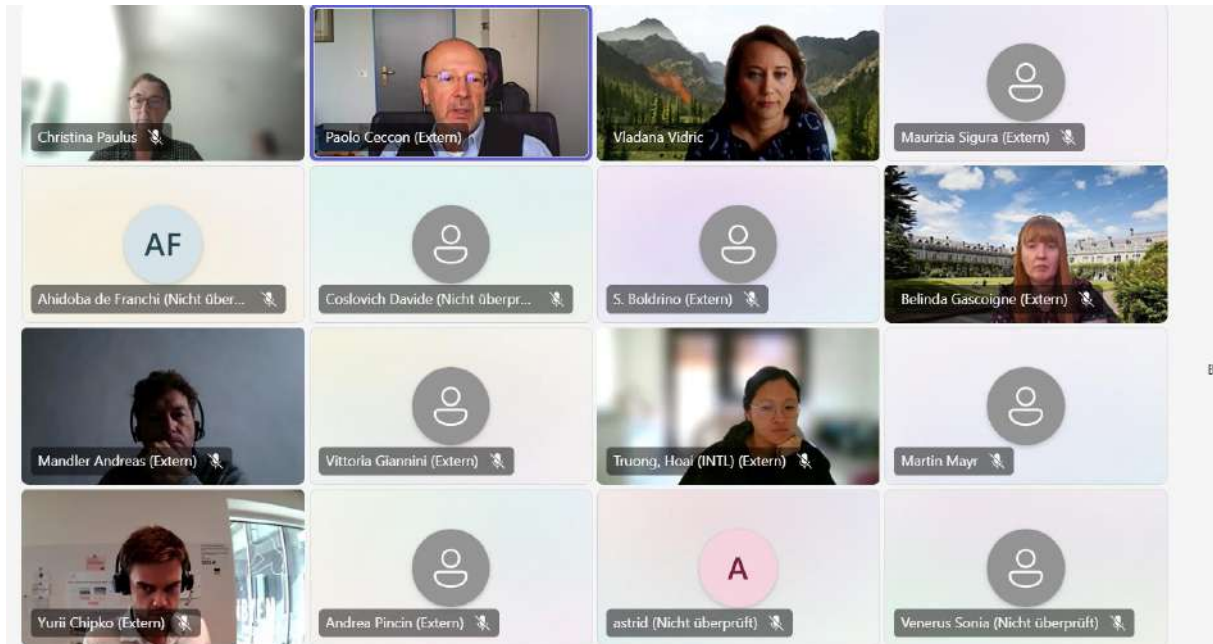 Christina Paulus
Paolo Ceccon (Extern)
Vladana Vidric
Maurizia Sigura (Extern)
AF
Ahidoba de Franchi (Nicht über...
Coslovich Davide (Nicht überpr...
S. Boldrino (Extern)
Belinda Gascoigne (Extern)
Mandler Andreas (Extern)
Vittoria Giannini (Extern)
Truong, Hoai (INTL) (Extern)
Martin Mayr
Yurii Chipko (Extern)
Andrea Pincin (Extern)
A
astrid (Nicht überprüft)
Venerus Sonia (Nicht überprüft)